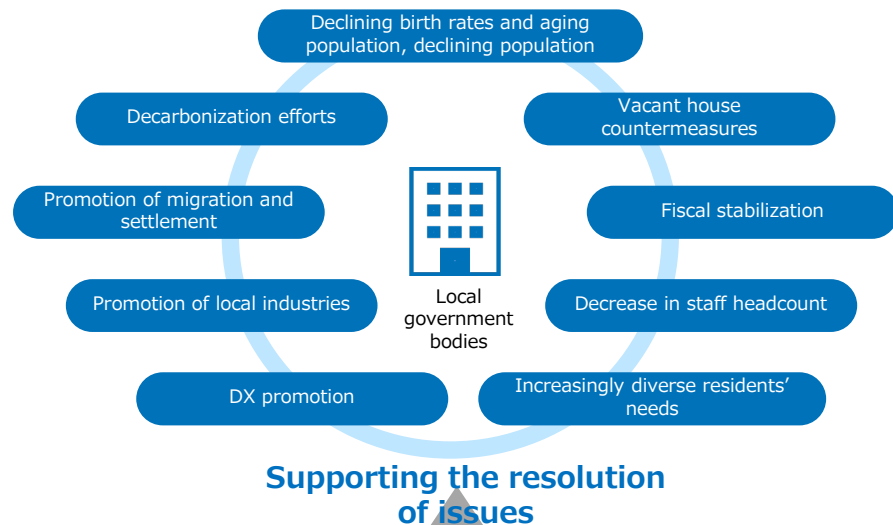 Declining birth rates and aging
population, declining population
Decarbonization efforts
Vacant house
countermeasures
Promotion of migration and
settlement
Fiscal stabilization
Promotion of local industries
Local
government
bodies
Decrease in staff headcount
DX promotion
Increasingly diverse residents’
needs
Supporting the resolution
of issues